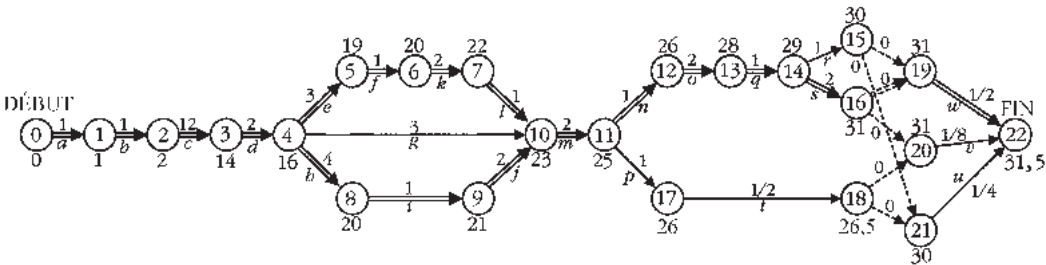 DÉBUT
0 1 a 1 1 b 2 12 c 3 2 d 4
0 1 2 14 16
19 20 22
3 e 5 1 f 6 2 k 7 1 l
3 g 10 2 m 11
23 25
4 h 8 1 i 9 2 j
20 21
26 28 29 30 31
1 n 12 2 o 13 1 q 14 1 r 15 0 19
2 s 16 0 0 0
31 31
1 p 17 1/2 t 18 0 20 0 21
26 26,5 30
w 1/2 FIN
1/8 v 22
u 1/4 31,5